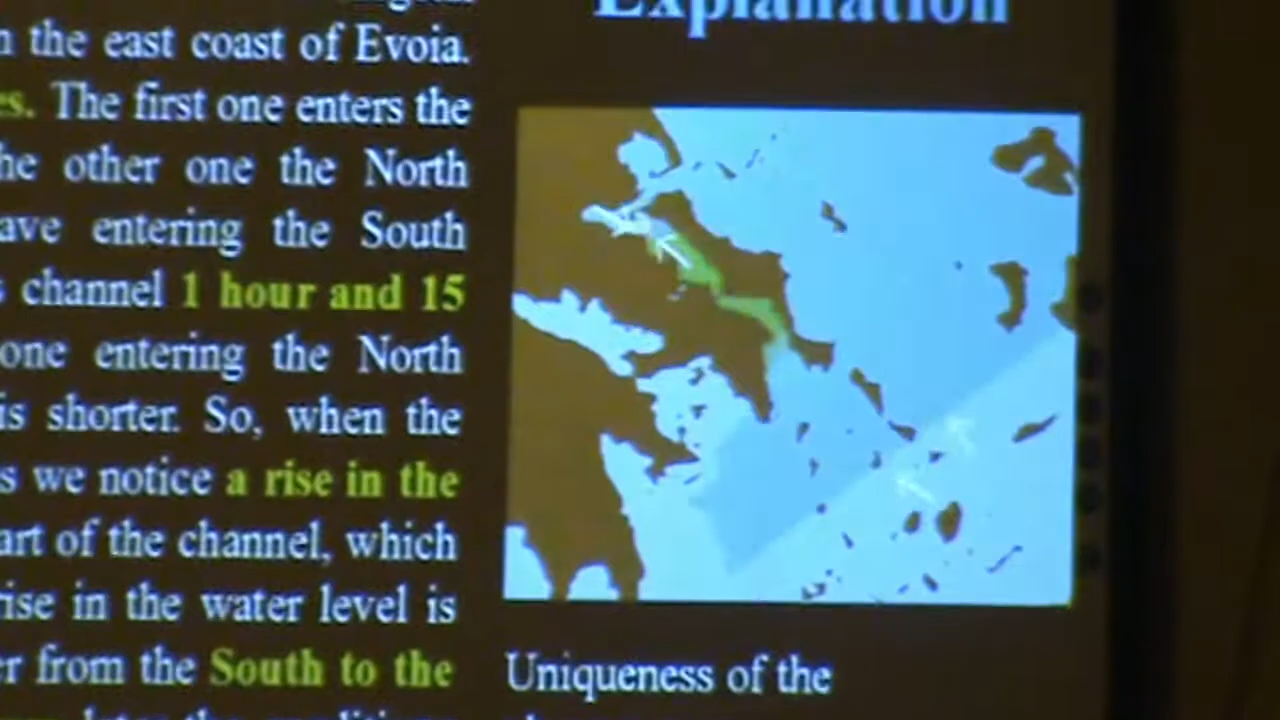 Explanation
n the east coast of Evoia.
es. The first one enters the
he other one the North
ave entering the South
s channel 1 hour and 15
one entering the North
is shorter. So, when the
s we notice a rise in the
art of the channel, which
rise in the water level is
er from the South to the
Uniqueness of the